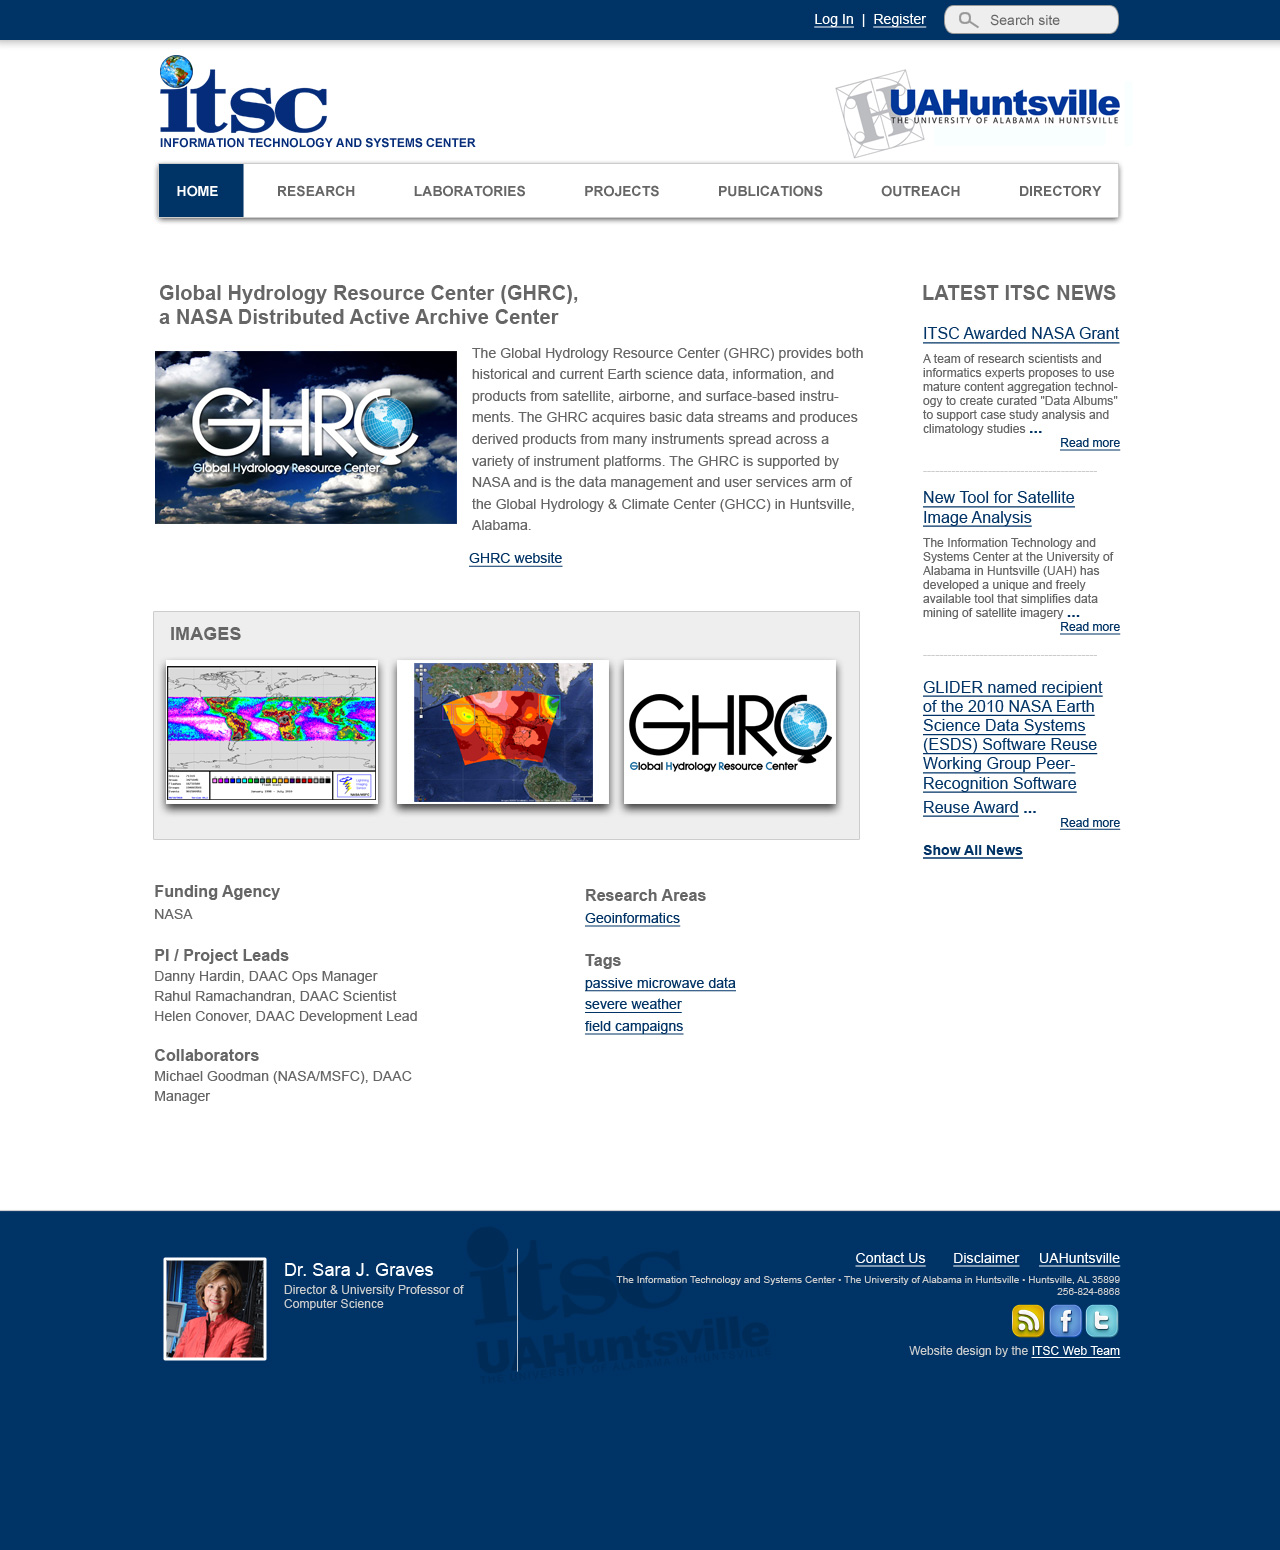 Log In | Register
Search site
itsc
INFORMATION TECHNOLOGY AND SYSTEMS CENTER
UAHuntsville
THE UNIVERSITY OF ALABAMA IN HUNTSVILLE
HOME RESEARCH LABORATORIES PROJECTS PUBLICATIONS OUTREACH DIRECTORY
Global Hydrology Resource Center (GHRC),
a NASA Distributed Active Archive Center
GHRC
Global Hydrology Resource Center
The Global Hydrology Resource Center (GHRC) provides both
historical and current Earth science data, information, and
products from satellite, airborne, and surface-based instru-
ments. The GHRC acquires basic data streams and produces
derived products from many instruments spread across a
variety of instrument platforms. The GHRC is supported by
NASA and is the data management and user services arm of
the Global Hydrology & Climate Center (GHCC) in Huntsville,
Alabama.
GHRC website
IMAGES
GHRC
Global Hydrology Resource Center
Funding Agency
NASA
PI / Project Leads
Danny Hardin, DAAC Ops Manager
Rahul Ramachandran, DAAC Scientist
Helen Conover, DAAC Development Lead
Collaborators
Michael Goodman (NASA/MSFC), DAAC
Manager
Research Areas
Geoinformatics
Tags
passive microwave data
severe weather
field campaigns
LATEST ITSC NEWS
ITSC Awarded NASA Grant
A team of research scientists and
informatics experts proposes to use
mature content aggregation technol-
ogy to create curated "Data Albums"
to support case study analysis and
climatology studies ...
Read more
New Tool for Satellite
Image Analysis
The Information Technology and
Systems Center at the University of
Alabama in Huntsville (UAH) has
developed a unique and freely
available tool that simplifies data
mining of satellite imagery ...
Read more
GLIDER named recipient
of the 2010 NASA Earth
Science Data Systems
(ESDS) Software Reuse
Working Group Peer-
Recognition Software
Reuse Award ...
Read more
Show All News
Dr. Sara J. Graves
Director & University Professor of
Computer Science
itsc
UAHuntsville
THE UNIVERSITY OF ALABAMA IN HUNTSVILLE
Contact Us Disclaimer UAHuntsville
The Information Technology and Systems Center • The University of Alabama in Huntsville • Huntsville, AL 35899
256-824-6868
Website design by the ITSC Web Team